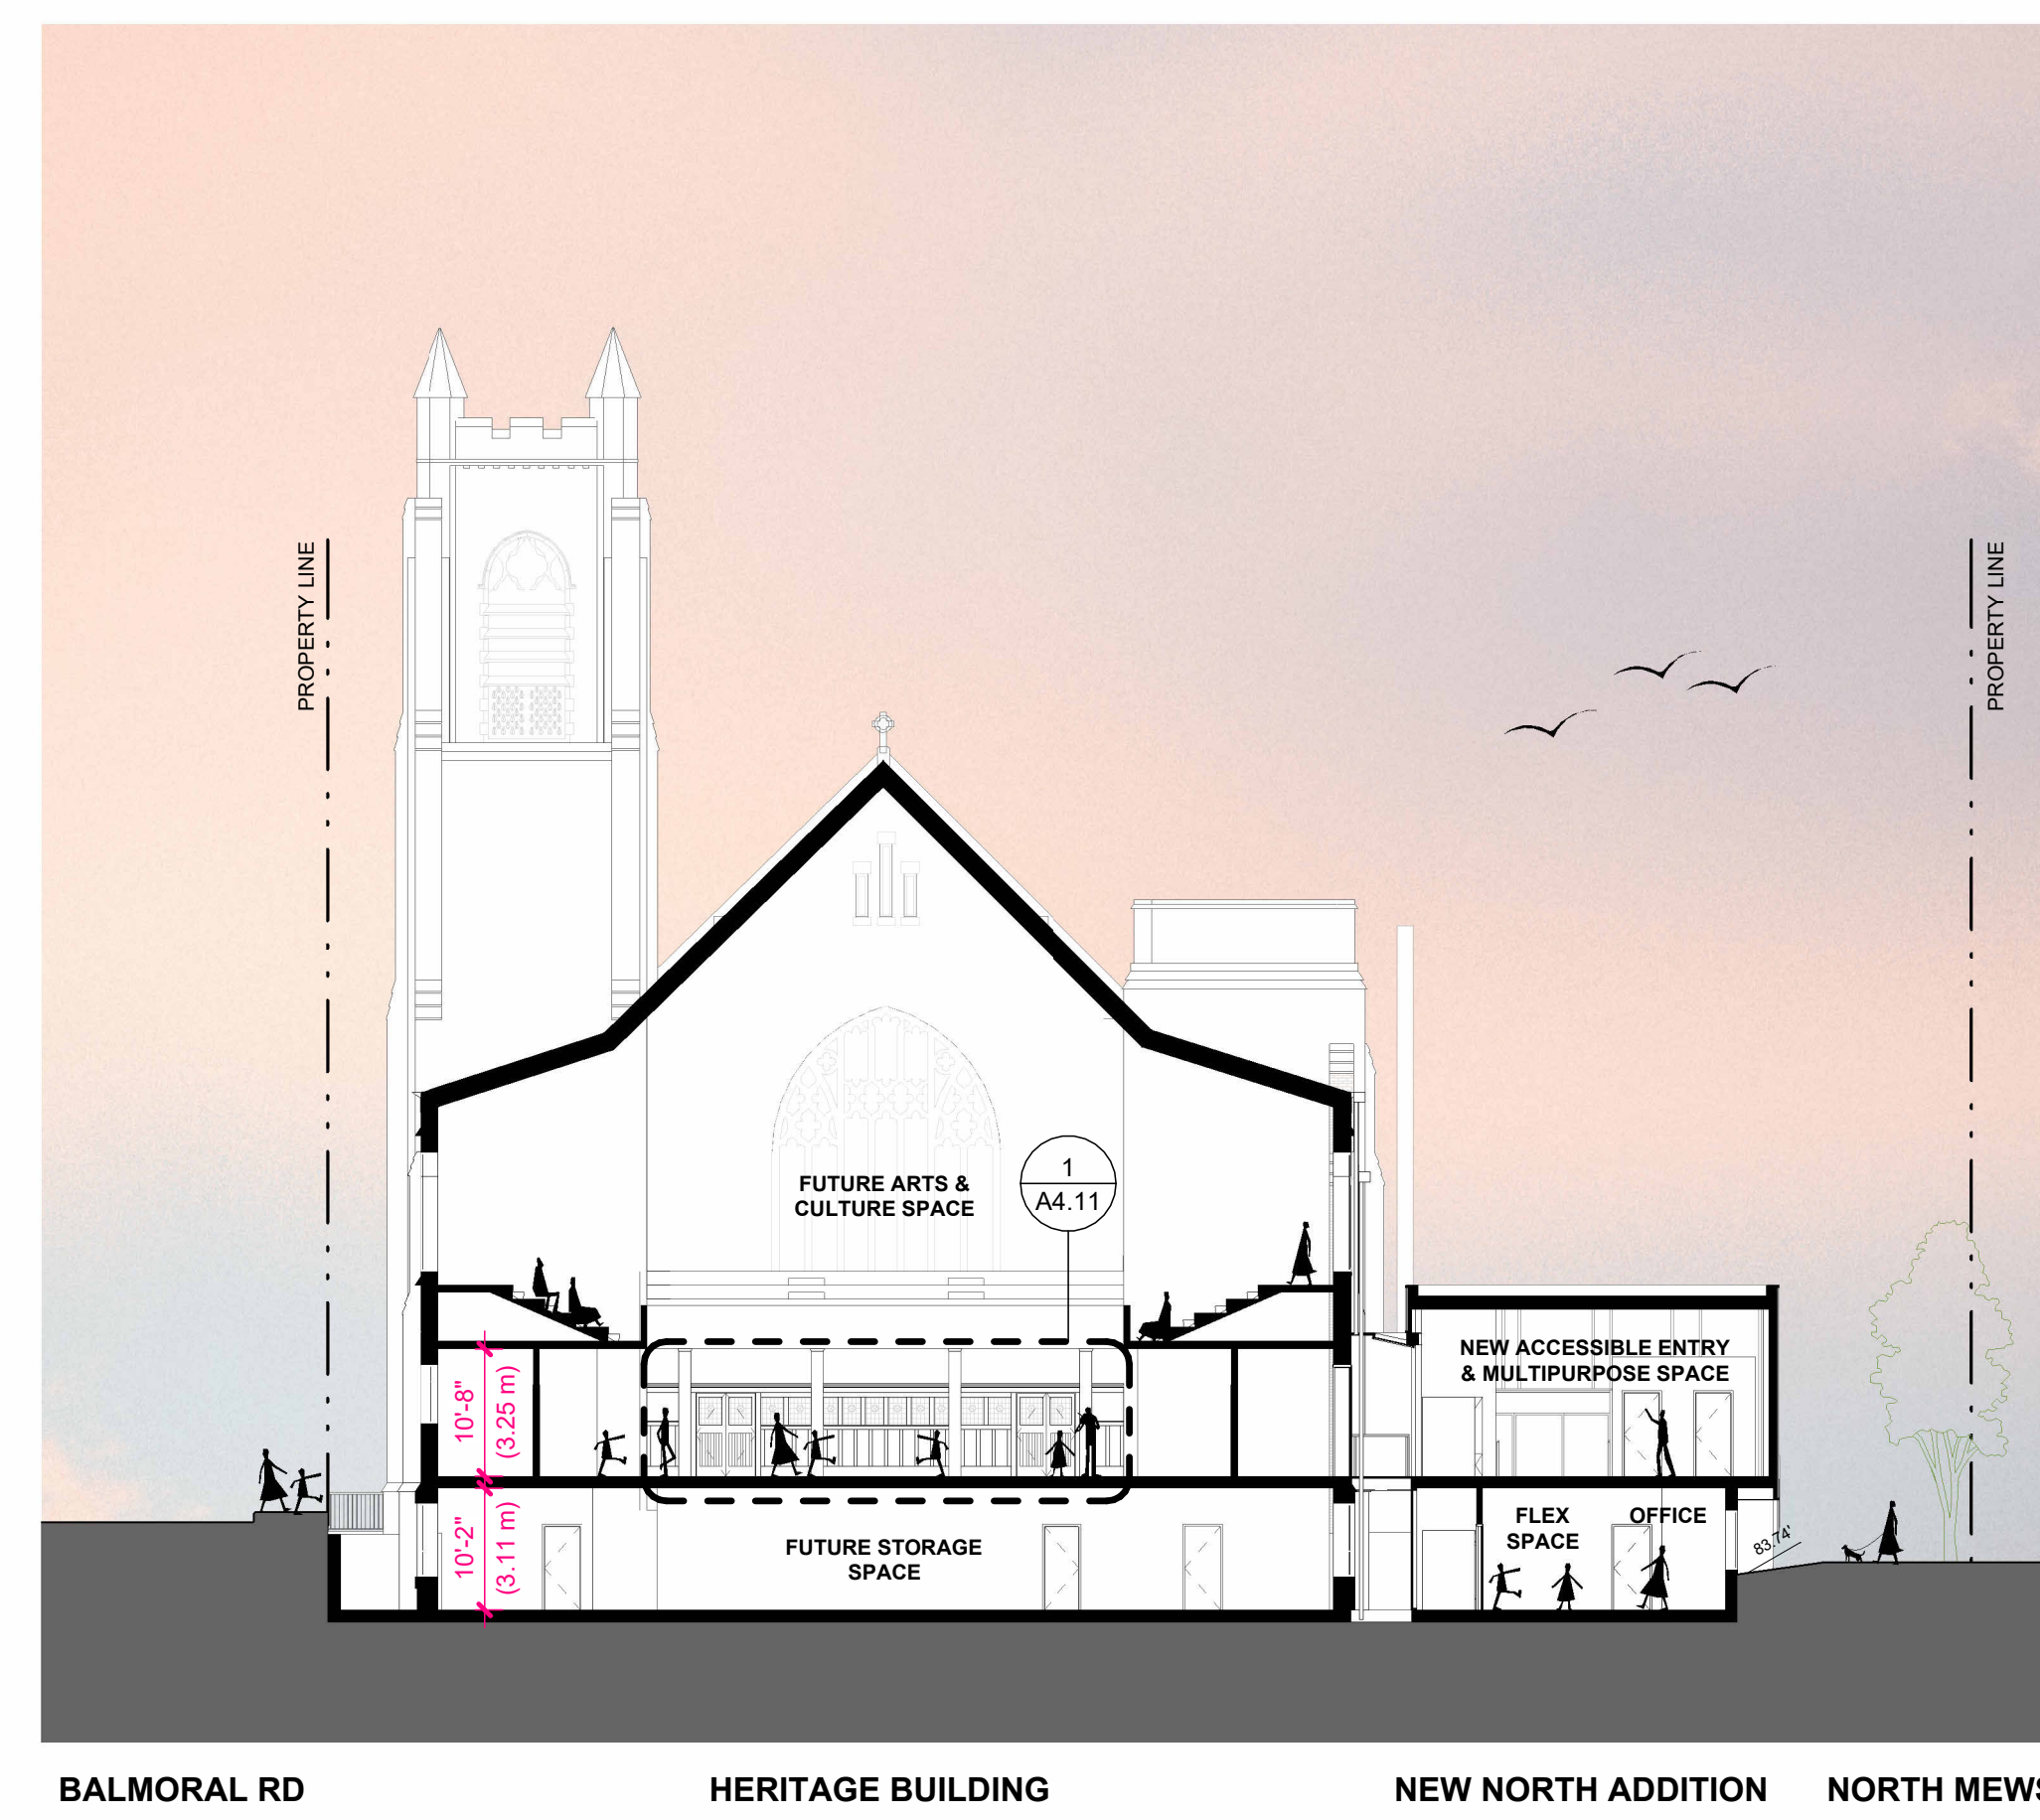 PROPERTY LINE
PROPERTY LINE
FUTURE ARTS &
CULTURE SPACE
1
A4.11
NEW ACCESSIBLE ENTRY
& MULTIPURPOSE SPACE
10'-8"
(3.25 m)
10'-2"
(3.11 m)
FUTURE STORAGE
SPACE
FLEX
SPACE
OFFICE
83.74'
BALMORAL RD
HERITAGE BUILDING
NEW NORTH ADDITION
NORTH MEWS